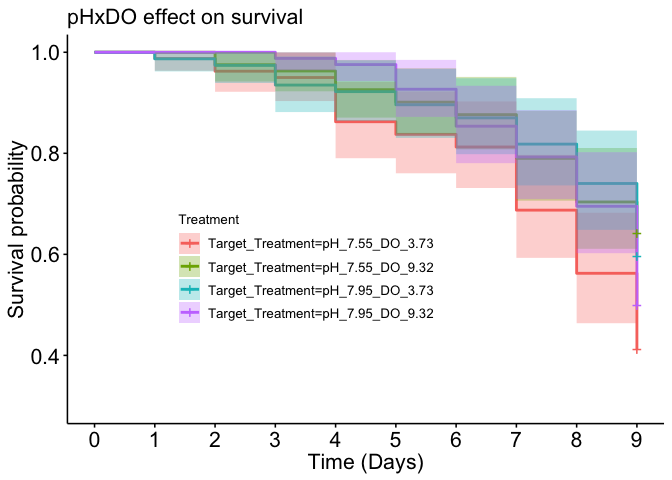 pHxDO effect on survival
Survival probability
1.0
0.8
0.6
0.4
Treatment
Target_Treatment=pH_7.55_DO_3.73
Target_Treatment=pH_7.55_DO_9.32
Target_Treatment=pH_7.95_DO_3.73
Target_Treatment=pH_7.95_DO_9.32
0 1 2 3 4 5 6 7 8 9
Time (Days)